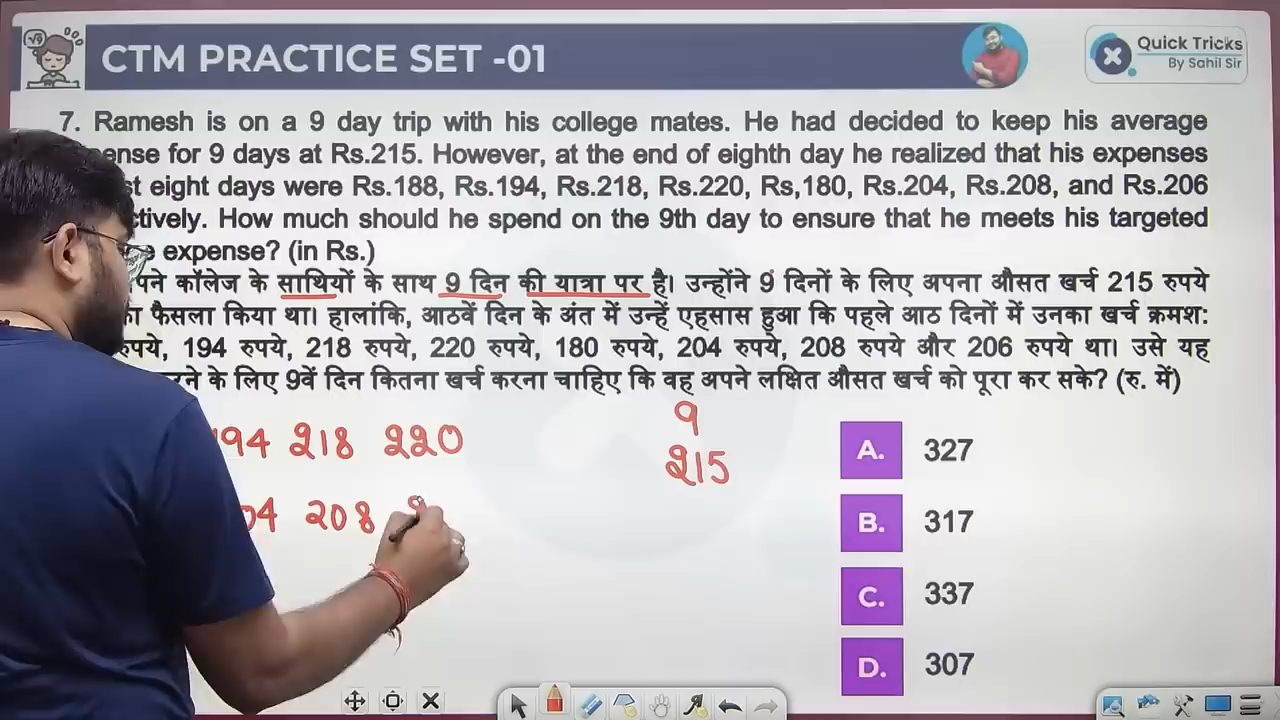 CTM PRACTICE SET -01
Quick Tricks
By Sahil Sir
7. Ramesh is on a 9 day trip with his college mates. He had decided to keep his average
for 9 days at Rs.215. However, at the end of eighth day he realized that his expenses
eight days were Rs.188, Rs.194, Rs.218, Rs.220, Rs,180, Rs.204, Rs.208, and Rs.206
How much should he spend on the 9th day to ensure that he meets his targeted
expense? (in Rs.)
कॉलेज के साथियों के साथ 9 दिन की यात्रा पर है। उन्होंने 9 दिनों के लिए अपना औसत खर्च 215 रुपये
फैसला किया था। हालांकि, आठवें दिन के अंत में उन्हें एहसास हुआ कि पहले आठ दिनों में उनका खर्च क्रमश:
194 रुपये, 218 रुपये, 220 रुपये, 180 रुपये, 204 रुपये, 208 रुपये और 206 रुपये था। उसे यह
के लिए 9वें दिन कितना खर्च करना चाहिए कि वह अपने लक्षित औसत खर्च को पूरा कर सके? (रु. में)
194 218 220
208
9
215
A. 327
B. 317
C. 337
D. 307